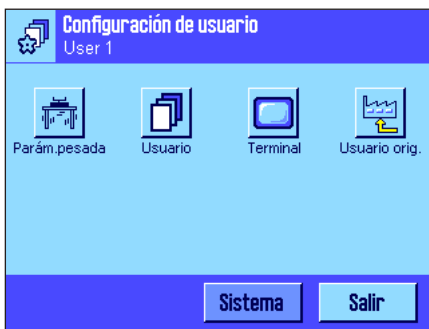 Configuración de usuario
User 1
Parám.pesada Usuario Terminal Usuario orig.
Sistema Salir